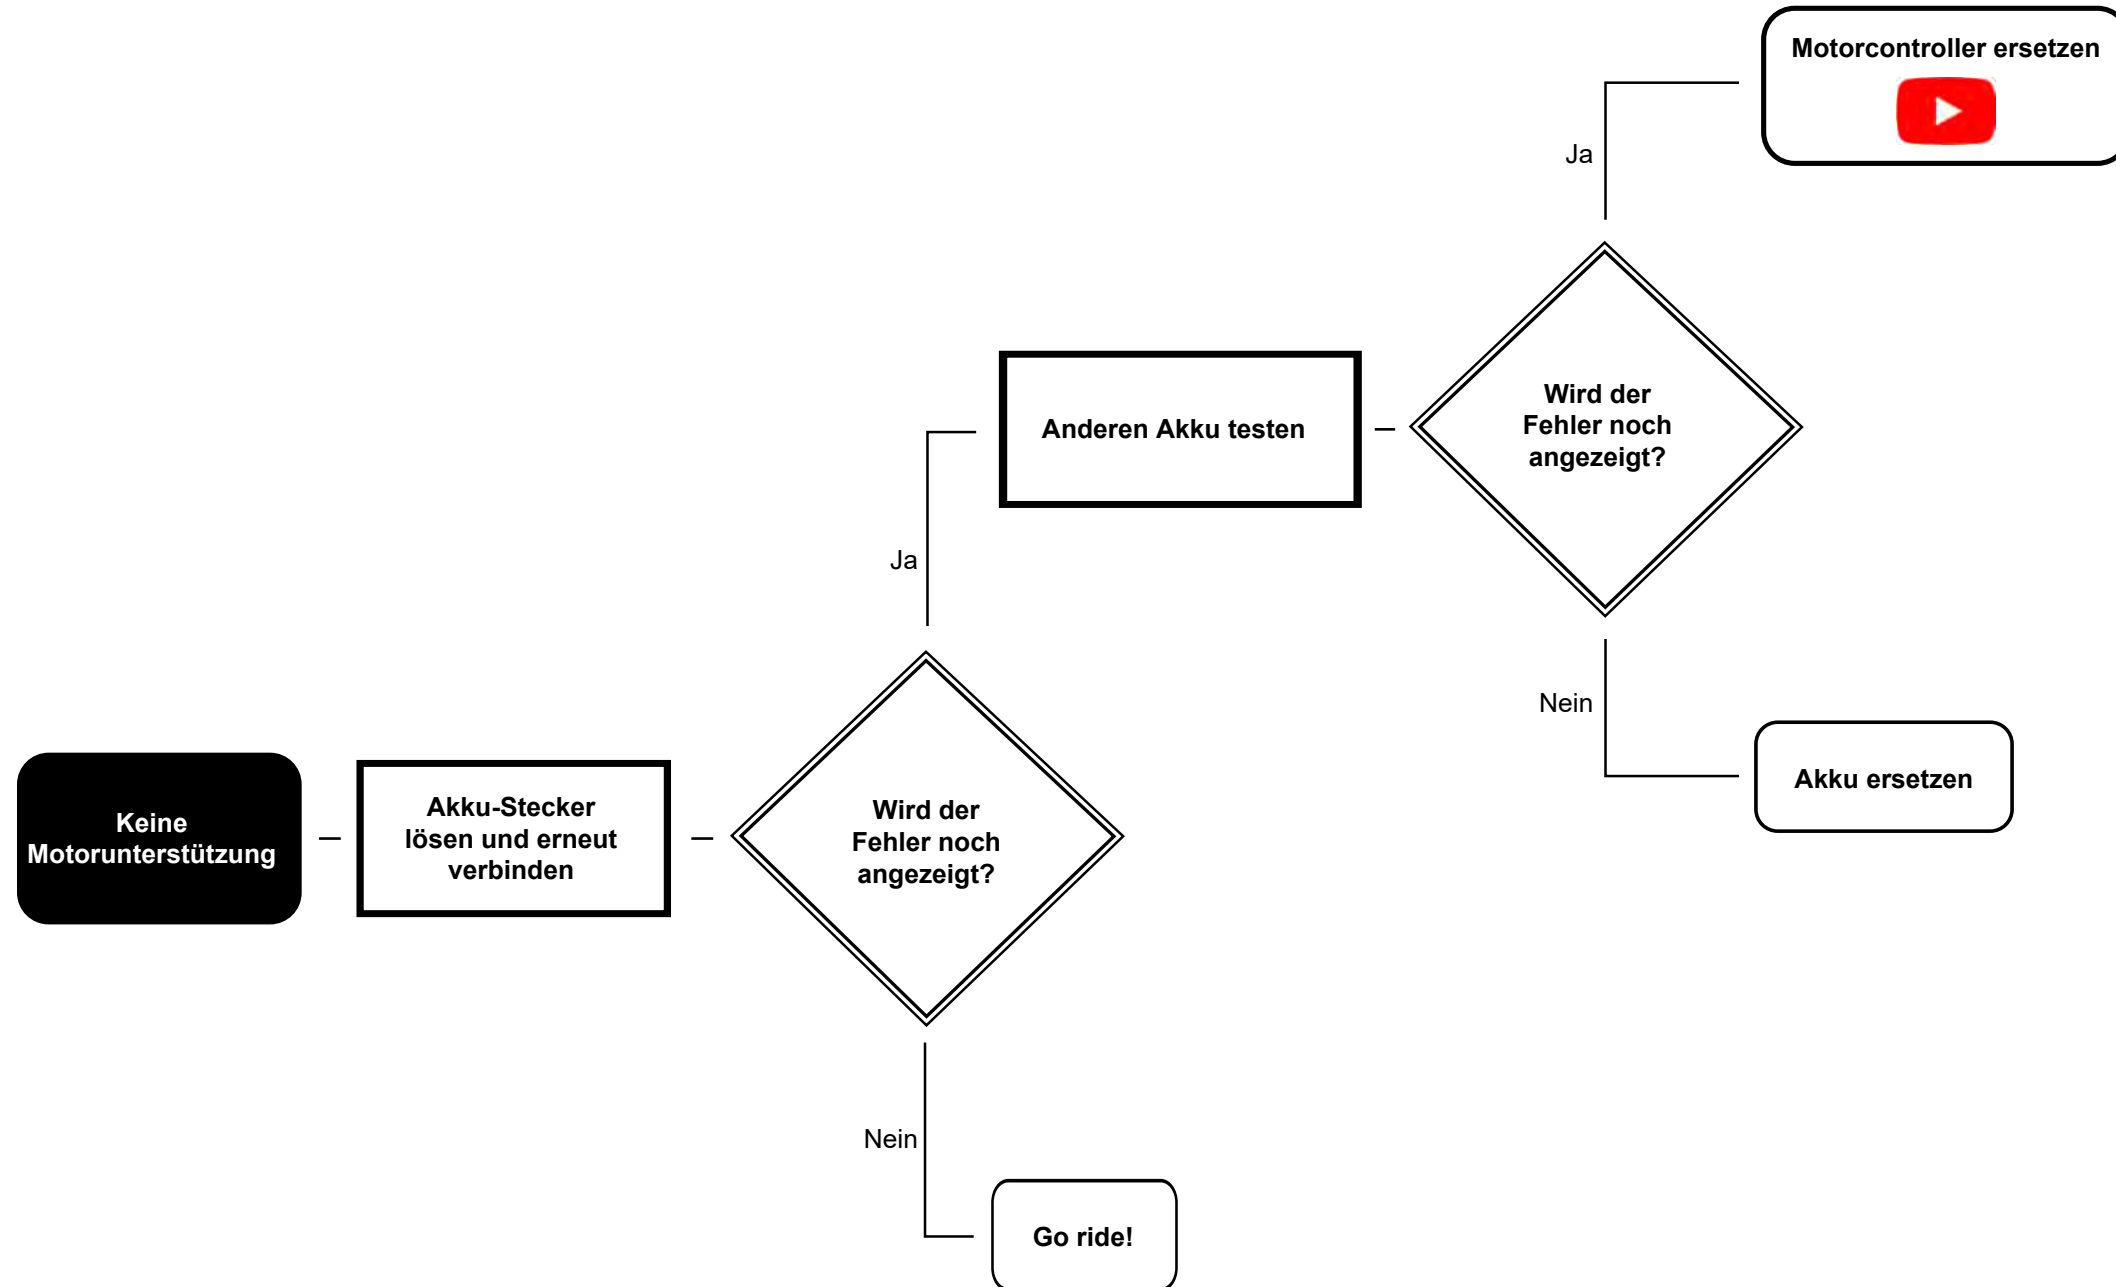 Motorcontroller ersetzen
Ja
Wird der
Fehler noch
angezeigt?
Anderen Akku testen
Ja
Nein
Akku ersetzen
Keine
Motorunterstützung
Akku-Stecker
lösen und erneut
verbinden
Wird der
Fehler noch
angezeigt?
Nein
Go ride!